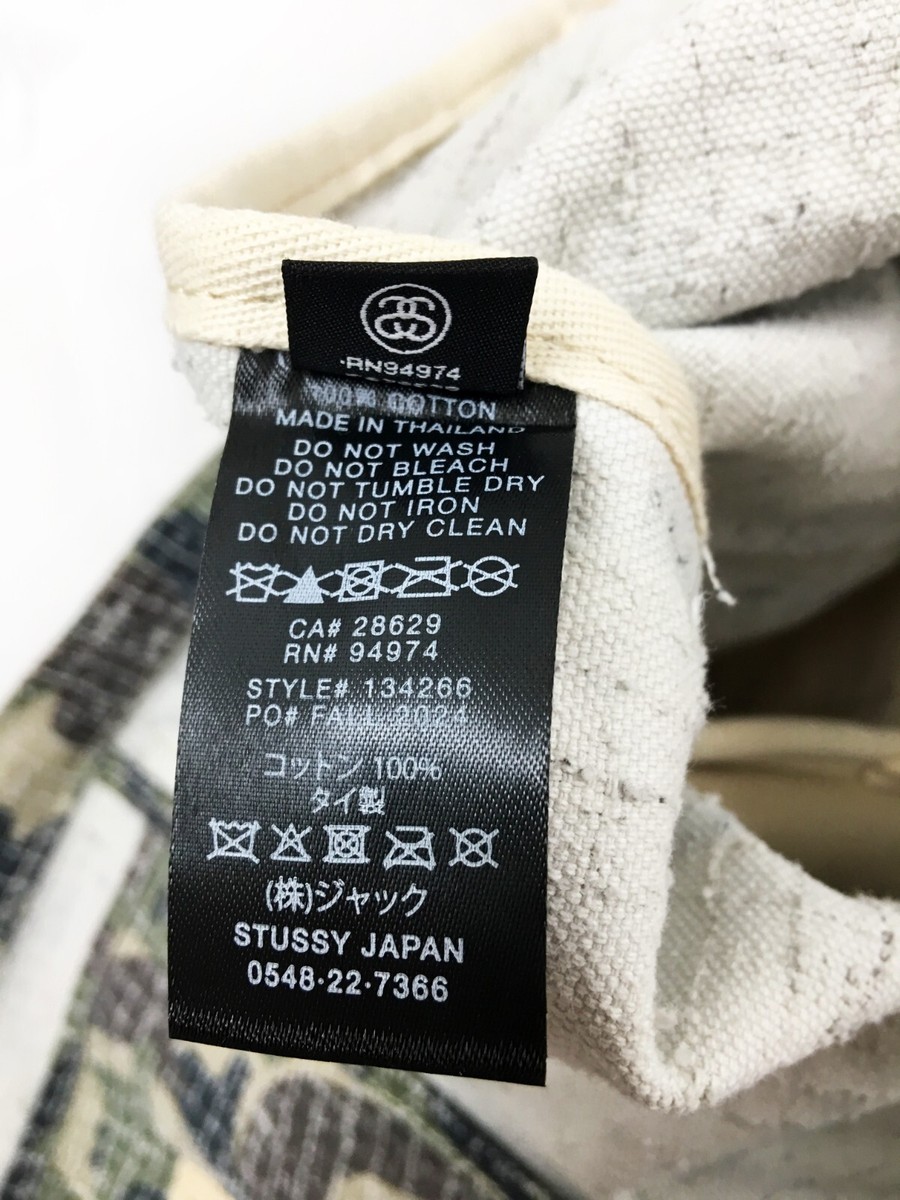 RN94974
100% COTTON
MADE IN THAILAND
DO NOT WASH
DO NOT BLEACH
DO NOT TUMBLE DRY
DO NOT IRON
DO NOT DRY CLEAN
CA# 28629
RN# 94974
STYLE# 134266
PO# FALL 2024
コットン 100%
タイ製
(株)ジャック
STUSSY JAPAN
0548·22·7366